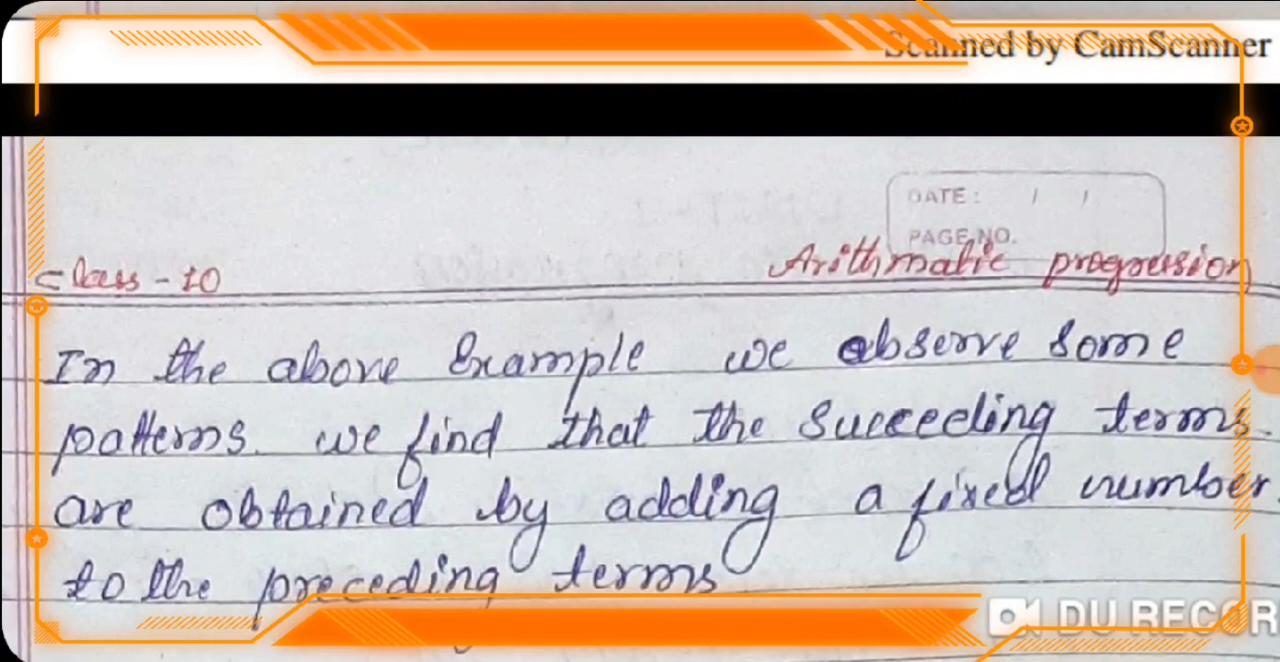 Scanned by CamScanner
DATE : / /
PAGE NO.
Class - 10
Arithmatic progression
In the above Example we observe some
patterns. we find that the succeeding terms.
are obtained by adding a fixed number
to the preceding terms
DU RECOR